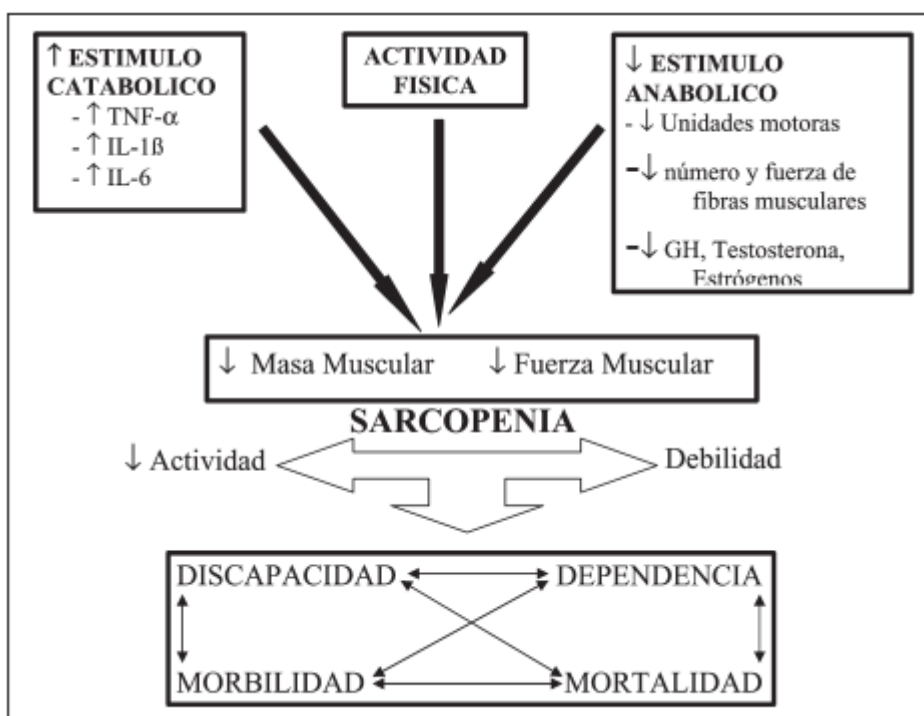 ↑ ESTIMULO
CATABOLICO
- ↑ TNF-α
- ↑ IL-1ß
- ↑ IL-6
ACTIVIDAD
FISICA
↓ ESTIMULO
ANABOLICO
- ↓ Unidades motoras
-↓ número y fuerza de
fibras musculares
-↓ GH, Testosterona,
Estrógenos
↓ Masa Muscular ↓ Fuerza Muscular
SARCOPENIA
↓ Actividad Debilidad
DISCAPACIDAD DEPENDENCIA
MORBILIDAD MORTALIDAD